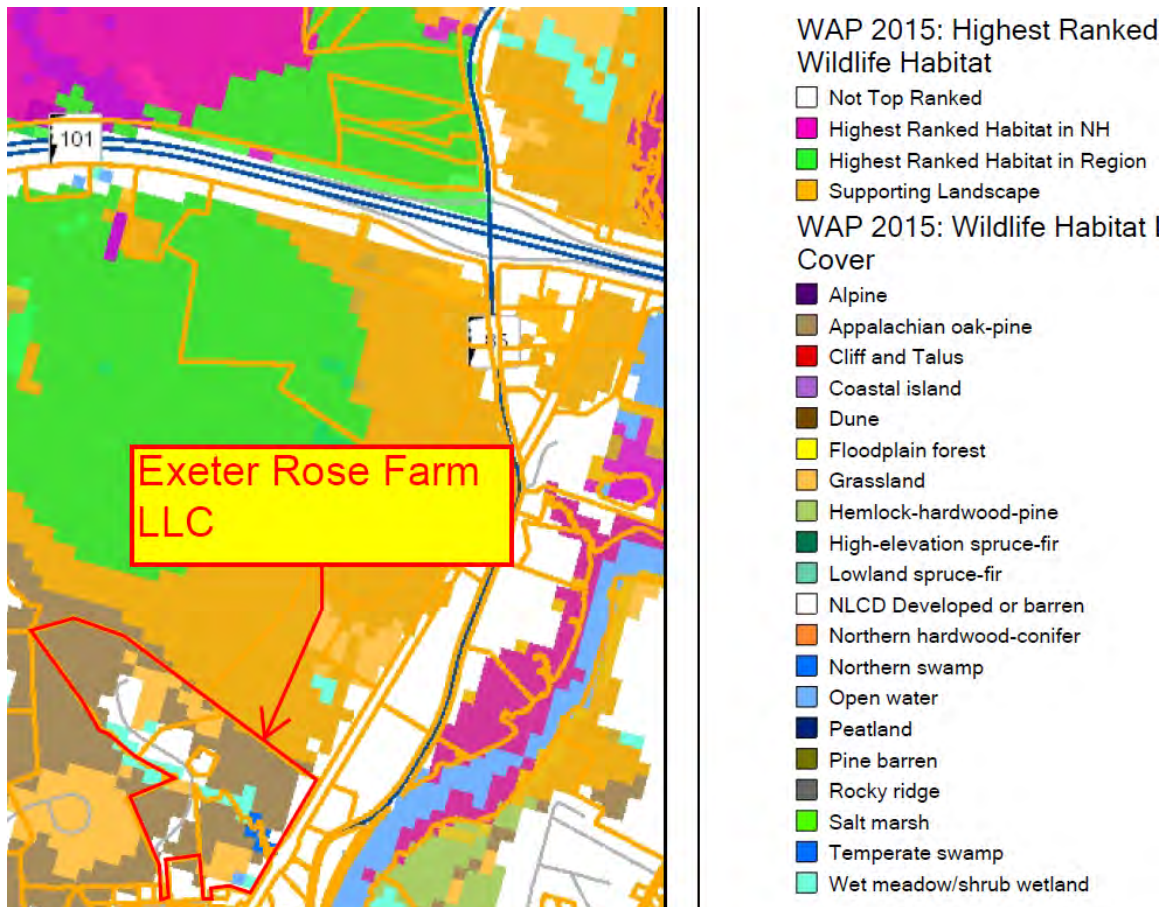 101
Exeter Rose Farm
LLC
WAP 2015: Highest Ranked
Wildlife Habitat
Not Top Ranked
Highest Ranked Habitat in NH
Highest Ranked Habitat in Region
Supporting Landscape
WAP 2015: Wildlife Habitat
Cover
Alpine
Appalachian oak-pine
Cliff and Talus
Coastal island
Dune
Floodplain forest
Grassland
Hemlock-hardwood-pine
High-elevation spruce-fir
Lowland spruce-fir
NLCD Developed or barren
Northern hardwood-conifer
Northern swamp
Open water
Peatland
Pine barren
Rocky ridge
Salt marsh
Temperate swamp
Wet meadow/shrub wetland